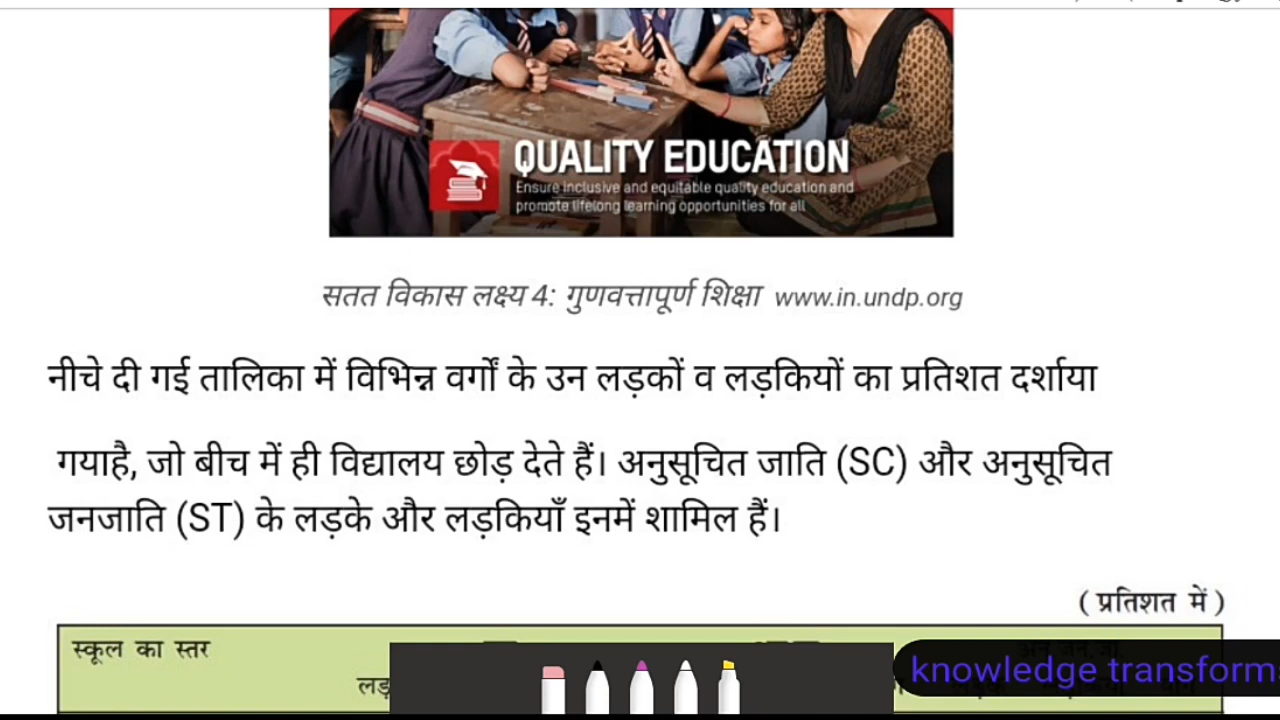 QUALITY EDUCATION
Ensure inclusive and equitable quality education and
promote lifelong learning opportunities for all
सतत विकास लक्ष्य 4: गुणवत्तापूर्ण शिक्षा www.in.undp.org
नीचे दी गई तालिका में विभिन्न वर्गों के उन लड़कों व लड़कियों का प्रतिशत दर्शाया
गयाहै, जो बीच में ही विद्यालय छोड़ देते हैं। अनुसूचित जाति (SC) और अनुसूचित
जनजाति (ST) के लड़के और लड़कियाँ इनमें शामिल हैं।
( प्रतिशत में )
स्कूल का स्तर
knowledge transform